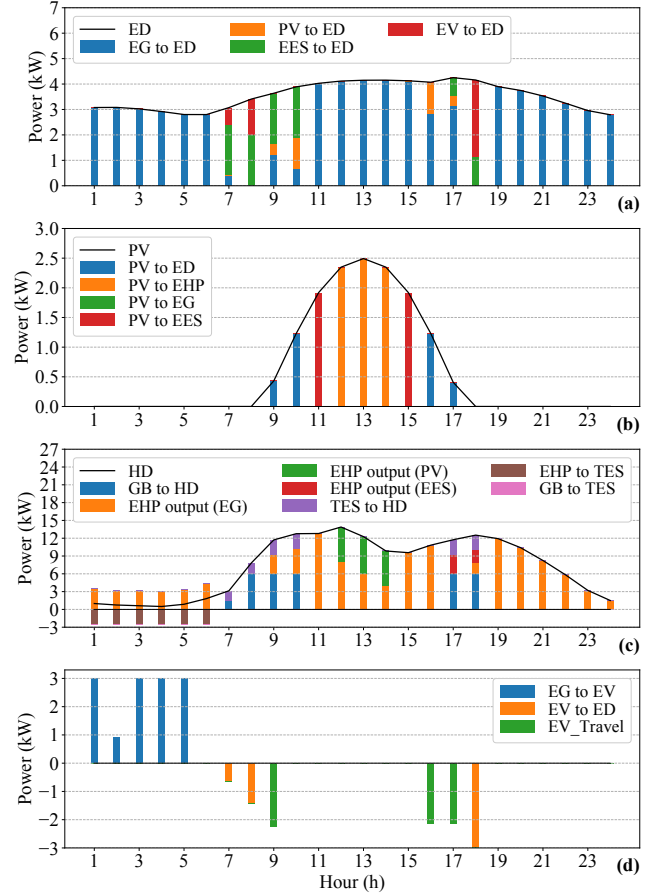 7
6
5
4
3
2
1
0
Power (kW)
ED
EG to ED
PV to ED
EES to ED
EV to ED
1 3 5 7 9 11 13 15 17 19 21 23
(a)
3.0
2.5
2.0
1.5
1.0
0.5
0.0
Power (kW)
PV
PV to ED
PV to EHP
PV to EG
PV to EES
1 3 5 7 9 11 13 15 17 19 21 23
(b)
27
24
21
18
15
12
9
6
3
0
−3
Power (kW)
HD
GB to HD
EHP output (EG)
EHP output (PV)
EHP output (EES)
TES to HD
EHP to TES
GB to TES
1 3 5 7 9 11 13 15 17 19 21 23
(c)
3
2
1
0
−1
−2
−3
Power (kW)
EG to EV
EV to ED
EV_Travel
1 3 5 7 9 11 13 15 17 19 21 23
(d)
Hour (h)